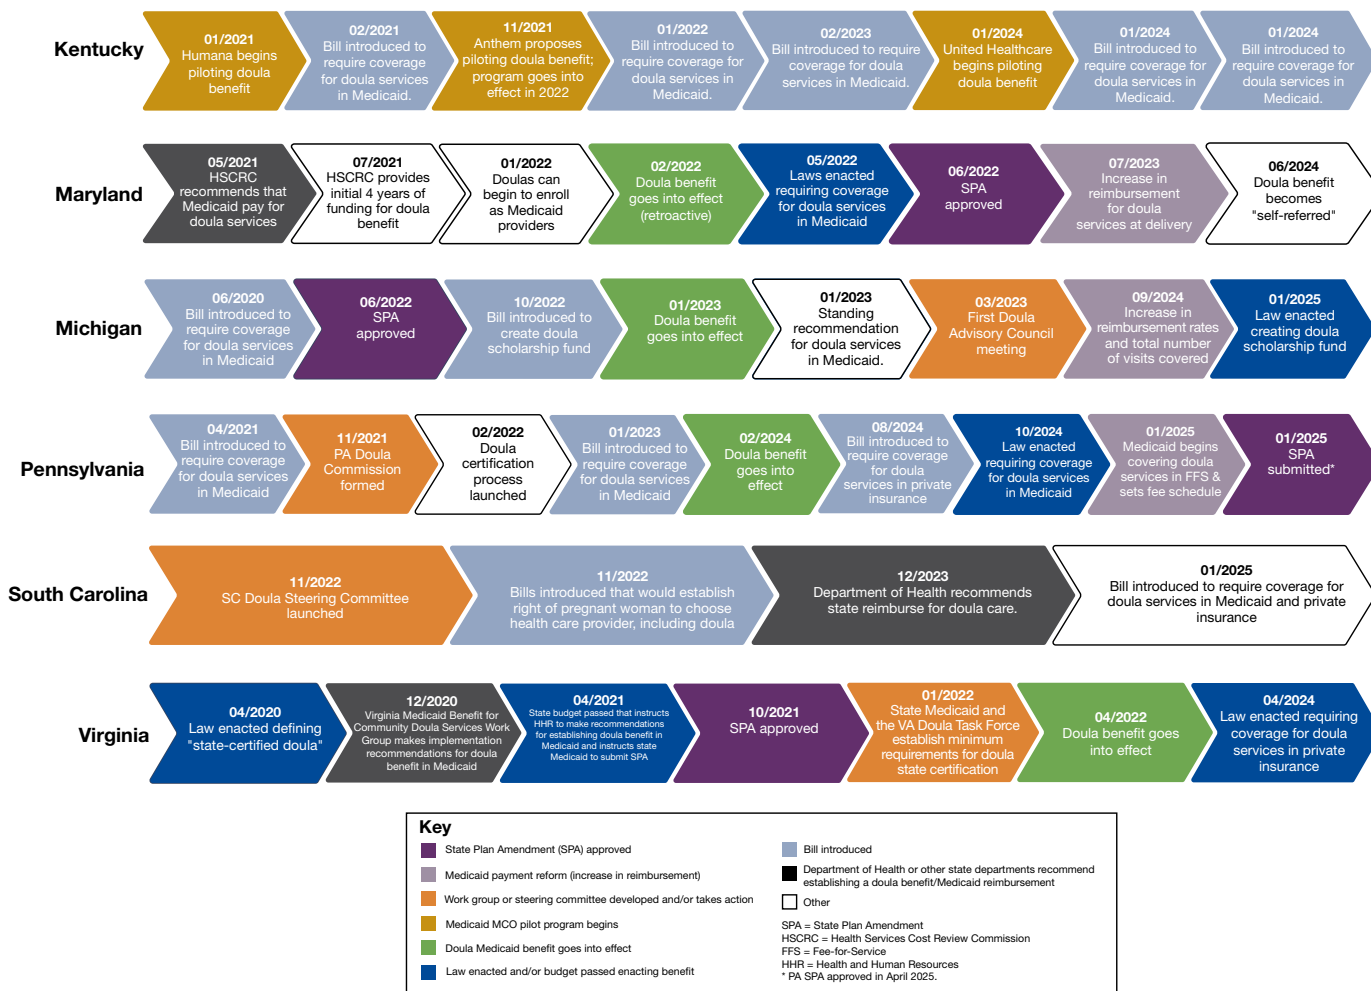 Kentucky
01/2021
Humana begins
piloting doula
benefit
02/2021
Bill introduced to
require coverage
for doula services
in Medicaid.
11/2021
Anthem proposes
piloting doula benefit;
program goes into
effect in 2022
01/2022
Bill introduced to
require coverage for
doula services in
Medicaid.
02/2023
Bill introduced to require
coverage for doula
services in Medicaid.
01/2024
United Healthcare
begins piloting
doula benefit
01/2024
Bill introduced to
require coverage for
doula services in
Medicaid.
01/2024
Bill introduced to
require coverage for
doula services in
Medicaid.
Maryland
05/2021
HSCRC
recommends that
Medicaid pay for
doula services
07/2021
HSCRC provides
initial 4 years of
funding for doula
benefit
01/2022
Doulas can
begin to enroll
as Medicaid
providers
02/2022
Doula benefit
goes into effect
(retroactive)
05/2022
Laws enacted
requiring coverage
for doula services
in Medicaid
06/2022
SPA
approved
07/2023
Increase in
reimbursement
for doula
services at delivery
06/2024
Doula benefit
becomes
"self-referred"
Michigan
06/2020
Bill introduced to
require coverage
for doula services
in Medicaid
06/2022
SPA
approved
10/2022
Bill introduced to
create doula
scholarship fund
01/2023
Doula benefit
goes into effect
01/2023
Standing
recommendation
for doula services
in Medicaid.
03/2023
First Doula
Advisory Council
meeting
09/2024
Increase in
reimbursement rates
and total number
of visits covered
01/2025
Law enacted
creating doula
scholarship fund
Pennsylvania
04/2021
Bill introduced to
require coverage
for doula services
in Medicaid
11/2021
PA Doula
Commission
formed
02/2022
Doula
certification
process
launched
01/2023
Bill introduced to
require coverage
for doula services
in Medicaid
02/2024
Doula benefit
goes into
effect
08/2024
Bill introduced to
require coverage
for doula
services in private
insurance
10/2024
Law enacted
requiring coverage
for doula services
in Medicaid
01/2025
Medicaid begins
covering doula
services in FFS &
sets fee schedule
01/2025
SPA
submitted*
South Carolina
11/2022
SC Doula Steering Committee
launched
11/2022
Bills introduced that would establish
right of pregnant woman to choose
health care provider, including doula
12/2023
Department of Health recommends
state reimburse for doula care.
01/2025
Bill introduced to require coverage for
doula services in Medicaid and private
insurance
Virginia
04/2020
Law enacted defining
"state-certified doula"
12/2020
Virginia Medicaid Benefit for
Community Doula Services Work
Group makes implementation
recommendations for doula
benefit in Medicaid
04/2021
State budget passed that instructs
HHR to make recommendations
for establishing doula benefit in
Medicaid and instructs state
Medicaid to submit SPA
10/2021
SPA approved
01/2022
State Medicaid and
the VA Doula Task Force
establish minimum
requirements for doula
state certification
04/2022
Doula benefit goes
into effect
04/2024
Law enacted requiring
coverage for doula
services in private
insurance
Key
State Plan Amendment (SPA) approved
Medicaid payment reform (increase in reimbursement)
Work group or steering committee developed and/or takes action
Medicaid MCO pilot program begins
Doula Medicaid benefit goes into effect
Law enacted and/or budget passed enacting benefit
Bill introduced
Department of Health or other state departments recommend
establishing a doula benefit/Medicaid reimbursement
Other
SPA = State Plan Amendment
HSCRC = Health Services Cost Review Commission
FFS = Fee-for-Service
HHR = Health and Human Resources
* PA SPA approved in April 2025.